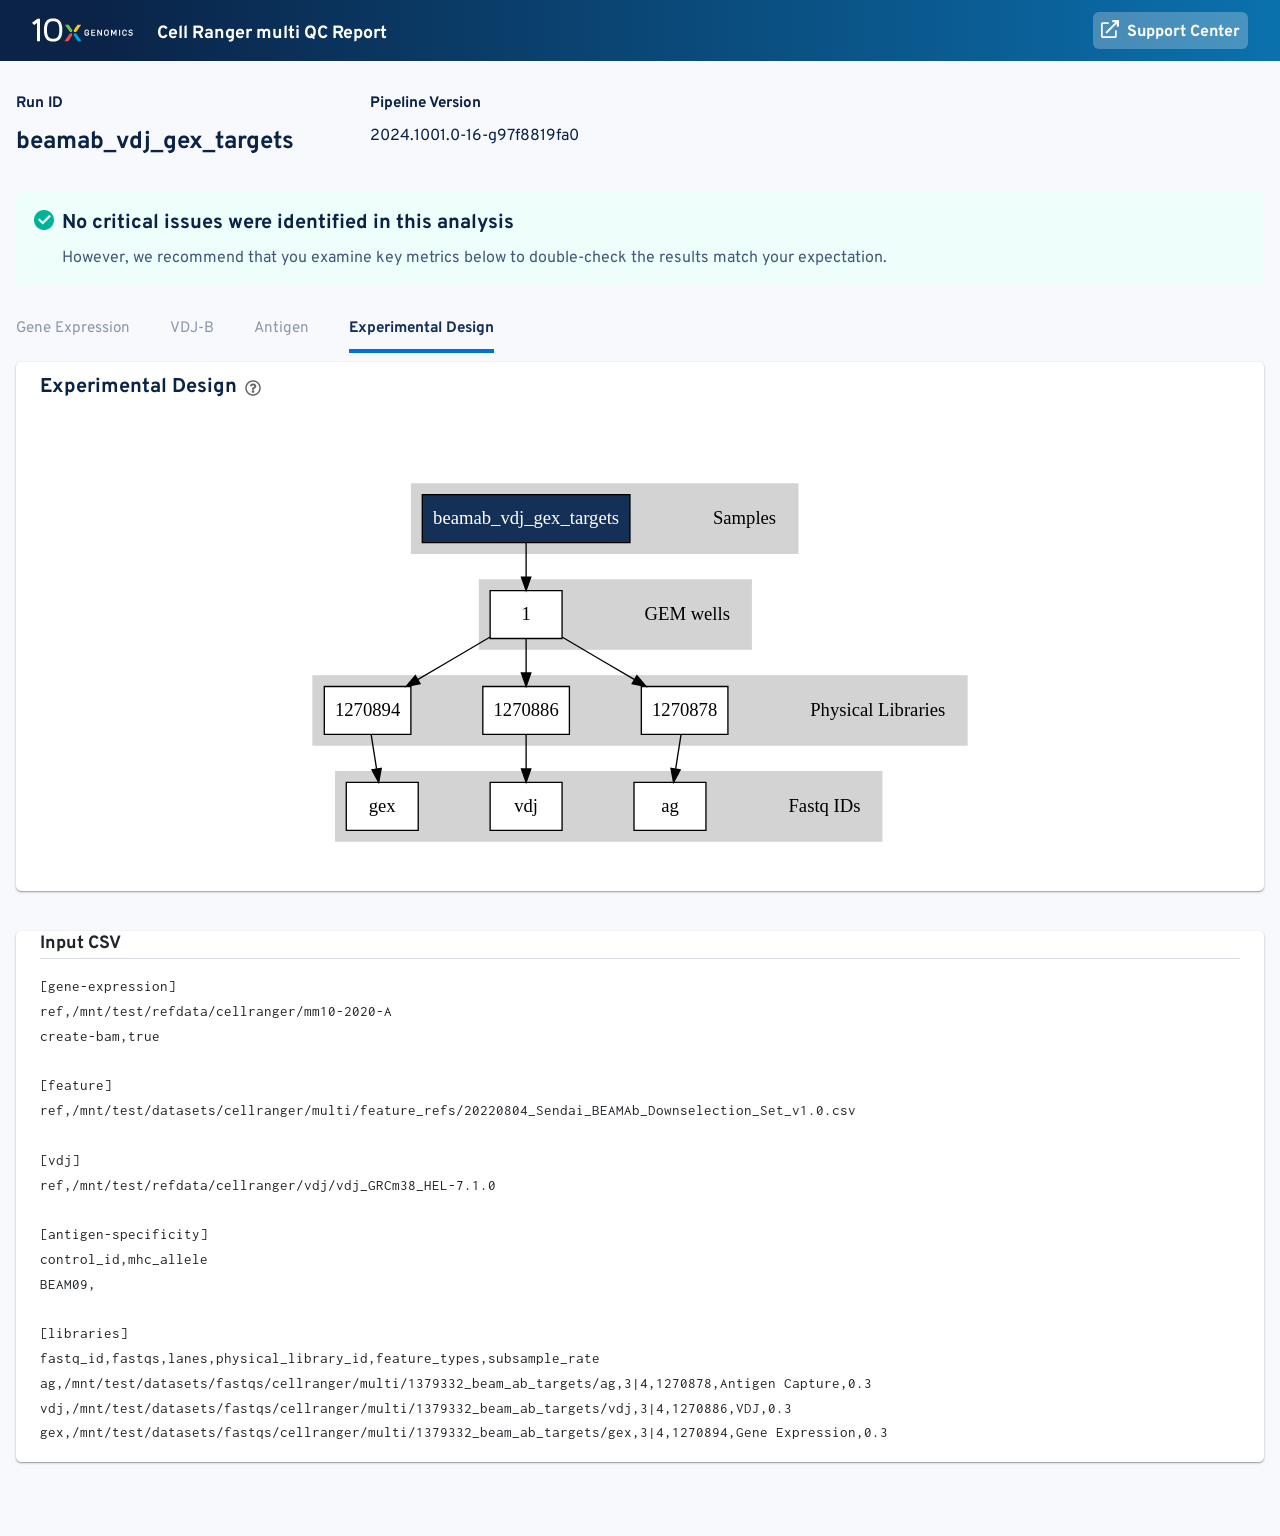 10x GENOMICS Cell Ranger multi QC Report Support Center
Run ID Pipeline Version
beamab_vdj_gex_targets 2024.1001.0-16-g97f8819fa0
No critical issues were identified in this analysis
However, we recommend that you examine key metrics below to double-check the results match your expectation.
Gene Expression VDJ-B Antigen Experimental Design
Experimental Design ?
beamab_vdj_gex_targets Samples
1 GEM wells
1270894 1270886 1270878 Physical Libraries
gex vdj ag Fastq IDs
Input CSV
[gene-expression]
ref,/mnt/test/refdata/cellranger/mm10-2020-A
create-bam,true
[feature]
ref,/mnt/test/datasets/cellranger/multi/feature_refs/20220804_Sendai_BEAMAb_Downselection_Set_v1.0.csv
[vdj]
ref,/mnt/test/refdata/cellranger/vdj/vdj_GRCm38_HEL-7.1.0
[antigen-specificity]
control_id,mhc_allele
BEAM09,
[libraries]
fastq_id,fastqs,lanes,physical_library_id,feature_types,subsample_rate
ag,/mnt/test/datasets/fastqs/cellranger/multi/1379332_beam_ab_targets/ag,3|4,1270878,Antigen Capture,0.3
vdj,/mnt/test/datasets/fastqs/cellranger/multi/1379332_beam_ab_targets/vdj,3|4,1270886,VDJ,0.3
gex,/mnt/test/datasets/fastqs/cellranger/multi/1379332_beam_ab_targets/gex,3|4,1270894,Gene Expression,0.3